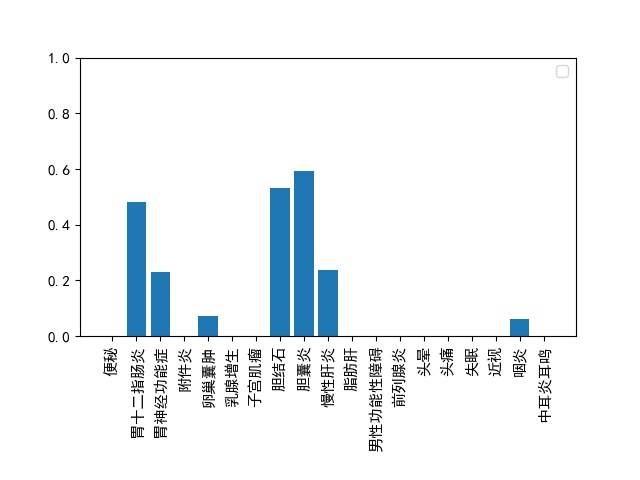 1.0
0.8
0.6
0.4
0.2
0.0
便秘
胃十二指肠炎
胃神经功能症
附件炎
卵巢囊肿
乳腺增生
子宫肌瘤
胆结石
胆囊炎
慢性肝炎
脂肪肝
男性功能性障碍
前列腺炎
头晕
头痛
失眠
近视
咽炎
中耳炎耳鸣